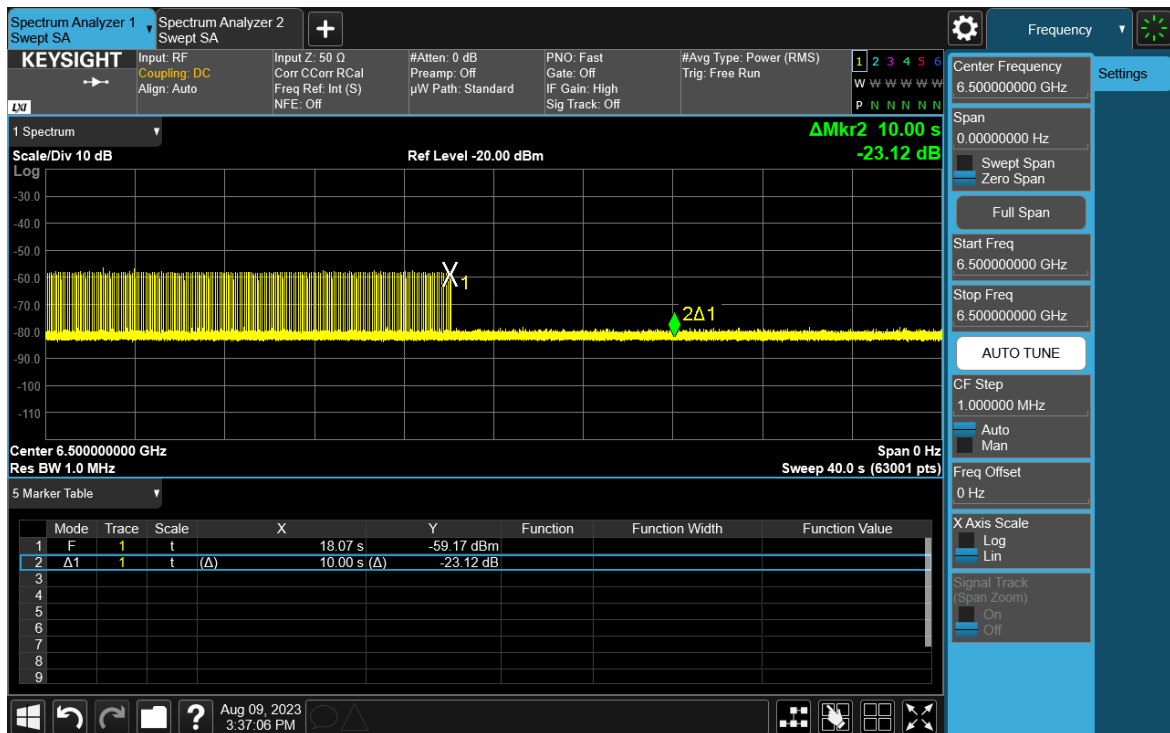 Spectrum Analyzer 1
Swept SA
Spectrum Analyzer 2
Swept SA
Frequency
KEYSIGHT
LXI
Input: RF
Coupling: DC
Align: Auto
Input Z: 50 Ω
Corr CCorr RCal
Freq Ref: Int (S)
NFE: Off
#Atten: 0 dB
Preamp: Off
µW Path: Standard
PNO: Fast
Gate: Off
IF Gain: High
Sig Track: Off
#Avg Type: Power (RMS)
Trig: Free Run
1 2 3 4 5 6
W W W W W W
P N N N N N
1 Spectrum
ΔMkr2 10.00 s
-23.12 dB
Scale/Div 10 dB
Ref Level -20.00 dBm
Log
-30.0
-40.0
-50.0
-60.0
-70.0
-80.0
-90.0
-100
-110
1
2Δ1
Center 6.500000000 GHz
Span 0 Hz
Res BW 1.0 MHz
Sweep 40.0 s (63001 pts)
5 Marker Table
Mode Trace Scale X Y Function Function Width Function Value
1 F 1 t 18.07 s -59.17 dBm
2 Δ1 1 t (Δ) 10.00 s (Δ) -23.12 dB
3
4
5
6
7
8
9
Aug 09, 2023
3:37:06 PM
Center Frequency
6.500000000 GHz
Settings
Span
0.00000000 Hz
Swept Span
Zero Span
Full Span
Start Freq
6.500000000 GHz
Stop Freq
6.500000000 GHz
AUTO TUNE
CF Step
1.000000 MHz
Auto
Man
Freq Offset
0 Hz
X Axis Scale
Log
Lin
Signal Track
(Span Zoom)
On
Off